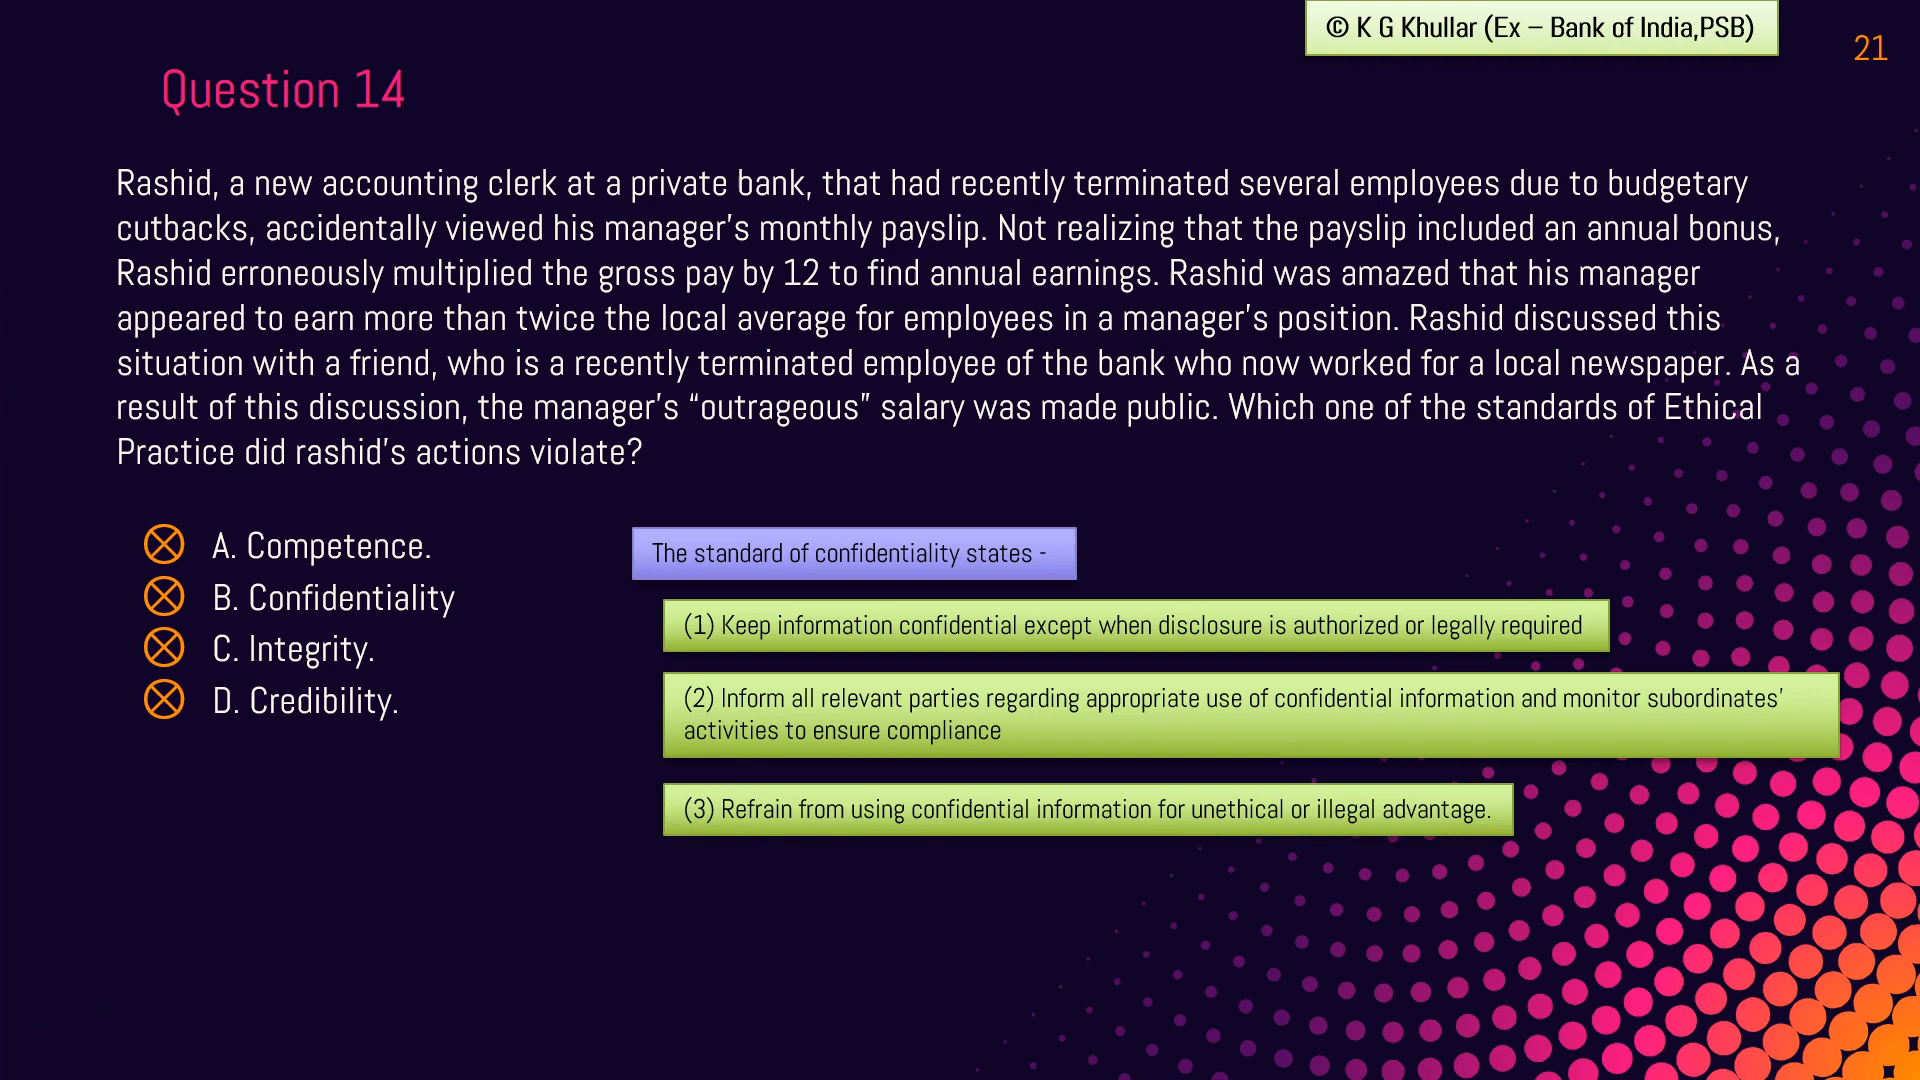 © K G Khullar (Ex – Bank of India,PSB)
21
Question 14
Rashid, a new accounting clerk at a private bank, that had recently terminated several employees due to budgetary
cutbacks, accidentally viewed his manager’s monthly payslip. Not realizing that the payslip included an annual bonus,
Rashid erroneously multiplied the gross pay by 12 to find annual earnings. Rashid was amazed that his manager
appeared to earn more than twice the local average for employees in a manager’s position. Rashid discussed this
situation with a friend, who is a recently terminated employee of the bank who now worked for a local newspaper. As a
result of this discussion, the manager’s “outrageous” salary was made public. Which one of the standards of Ethical
Practice did rashid’s actions violate?
A. Competence.
B. Confidentiality
C. Integrity.
D. Credibility.
The standard of confidentiality states -
(1) Keep information confidential except when disclosure is authorized or legally required
(2) Inform all relevant parties regarding appropriate use of confidential information and monitor subordinates’
activities to ensure compliance
(3) Refrain from using confidential information for unethical or illegal advantage.